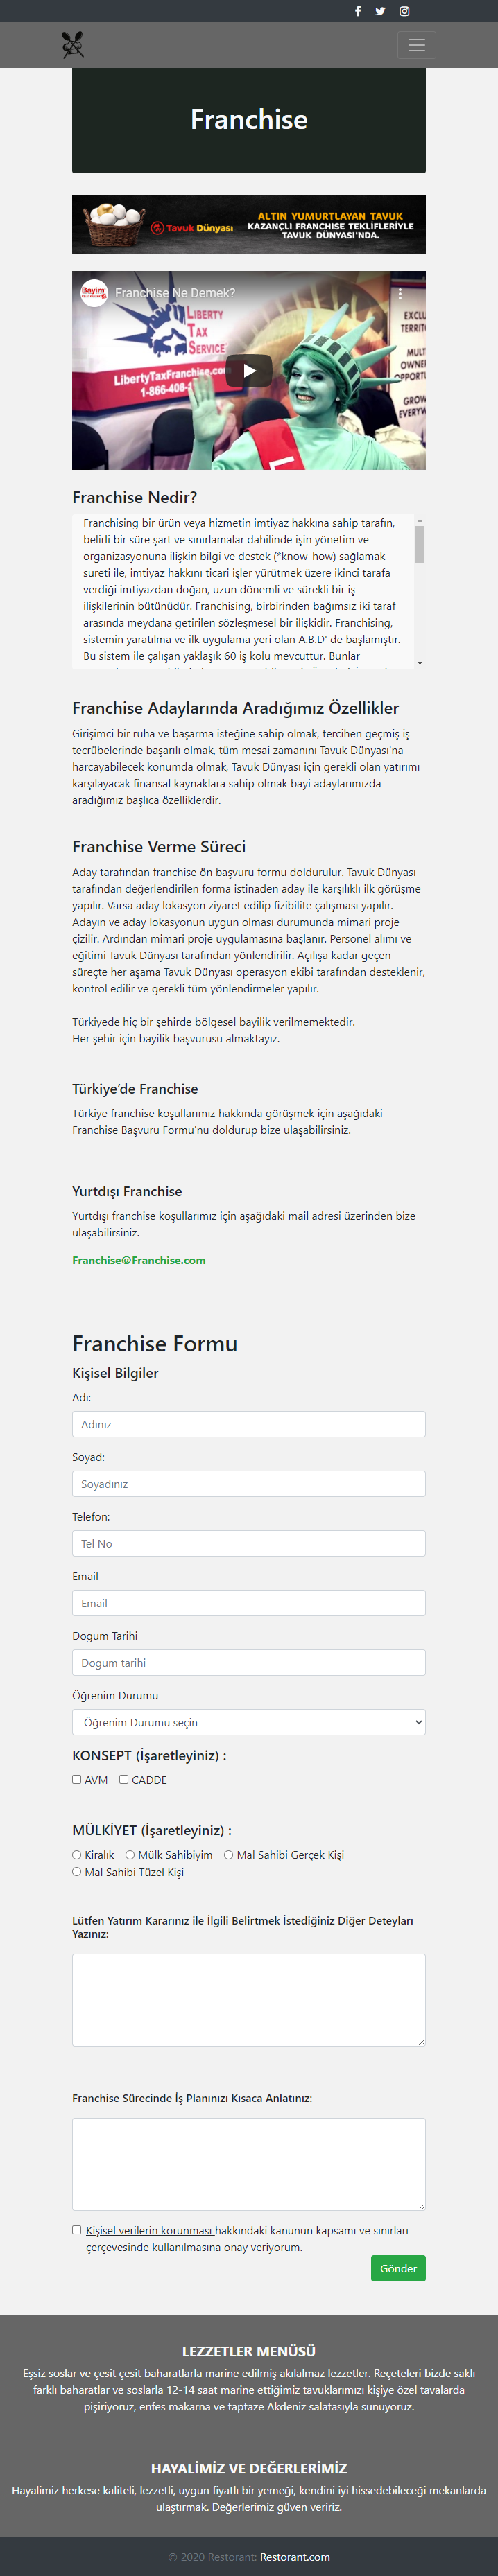 Franchise
Tavuk Dünyası
ALTIN YUMURTLAYAN TAVUK
KAZANÇLI FRANCHISE TEKLİFLERİYLE
TAVUK DÜNYASI'NDA.
Bayim
Franchise Ne Demek?
LIBERTY
TAX
SERVICE
LibertyTaxFranchise.com
1-866-408-1
EXCLU
TERRI
MULT
OWNE
OPPORT
GROW
Everywh
Franchise Nedir?
Franchising bir ürün veya hizmetin imtiyaz hakkına sahip tarafın,
belirli bir süre şart ve sınırlamalar dahilinde işin yönetim ve
organizasyonuna ilişkin bilgi ve destek (*know-how) sağlamak
sureti ile, imtiyaz hakkını ticari işler yürütmek üzere ikinci tarafa
verdiği imtiyazdan doğan, uzun dönemli ve sürekli bir iş
ilişkilerinin bütünüdür. Franchising, birbirinden bağımsız iki taraf
arasında meydana getirilen sözleşmesel bir ilişkidir. Franchising,
sistemin yaratılma ve ilk uygulama yeri olan A.B.D' de başlamıştır.
Bu sistem ile çalışan yaklaşık 60 iş kolu mevcuttur. Bunlar
Franchise Adaylarında Aradığımız Özellikler
Girişimci bir ruha ve başarma isteğine sahip olmak, tercihen geçmiş iş
tecrübelerinde başarılı olmak, tüm mesai zamanını Tavuk Dünyası'na
harcayabilecek konumda olmak, Tavuk Dünyası için gerekli olan yatırımı
karşılayacak finansal kaynaklara sahip olmak bayi adaylarımızda
aradığımız başlıca özelliklerdir.
Franchise Verme Süreci
Aday tarafından franchise ön başvuru formu doldurulur. Tavuk Dünyası
tarafından değerlendirilen forma istinaden aday ile karşılıklı ilk görüşme
yapılır. Varsa aday lokasyon ziyaret edilip fizibilite çalışması yapılır.
Adayın ve aday lokasyonun uygun olması durumunda mimari proje
çizilir. Ardından mimari proje uygulamasına başlanır. Personel alımı ve
eğitimi Tavuk Dünyası tarafından yönlendirilir. Açılışa kadar geçen
süreçte her aşama Tavuk Dünyası operasyon ekibi tarafından desteklenir,
kontrol edilir ve gerekli tüm yönlendirmeler yapılır.
Türkiyede hiç bir şehirde bölgesel bayilik verilmemektedir.
Her şehir için bayilik başvurusu almaktayız.
Türkiye'de Franchise
Türkiye franchise koşullarımız hakkında görüşmek için aşağıdaki
Franchise Başvuru Formu'nu doldurup bize ulaşabilirsiniz.
Yurtdışı Franchise
Yurtdışı franchise koşullarımız için aşağıdaki mail adresi üzerinden bize
ulaşabilirsiniz.
Franchise@Franchise.com
Franchise Formu
Kişisel Bilgiler
Adı:
Adınız
Soyad:
Soyadınız
Telefon:
Tel No
Email
Email
Dogum Tarihi
Dogum tarihi
Öğrenim Durumu
Öğrenim Durumu seçin
KONSEPT (İşaretleyiniz) :
AVM CADDE
MÜLKİYET (İşaretleyiniz) :
Kiralık Mülk Sahibiyim Mal Sahibi Gerçek Kişi
Mal Sahibi Tüzel Kişi
Lütfen Yatırım Kararınız ile İlgili Belirtmek İstediğiniz Diğer Deteyları
Yazınız:
Franchise Sürecinde İş Planınızı Kısaca Anlatınız:
Kişisel verilerin korunması hakkındaki kanunun kapsamı ve sınırları
çerçevesinde kullanılmasına onay veriyorum.
Gönder
LEZZETLER MENÜSÜ
Eşsiz soslar ve çesit çesit baharatlarla marine edilmiş akılalmaz lezzetler. Reçeteleri bizde saklı
farklı baharatlar ve soslarla 12-14 saat marine ettiğimiz tavuklarımızı kişiye özel tavalarda
pişiriyoruz, enfes makarna ve taptaze Akdeniz salatasıyla sunuyoruz.
HAYALİMİZ VE DEĞERLERİMİZ
Hayalimiz herkese kaliteli, lezzetli, uygun fiyatlı bir yemeği, kendini iyi hissedebileceği mekanlarda
ulaştırmak. Değerlerimiz güven veririz.
© 2020 Restorant: Restorant.com